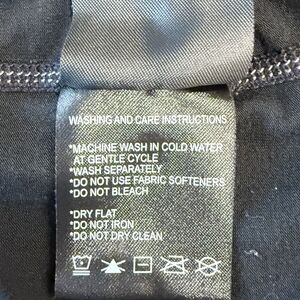 WASHING AND CARE INSTRUCTIONS
*MACHINE WASH IN COLD WATER
AT GENTLE CYCLE
*WASH SEPARATELY
*DO NOT USE FABRIC SOFTENERS
*DO NOT BLEACH
*DRY FLAT
*DO NOT IRON
*DO NOT DRY CLEAN